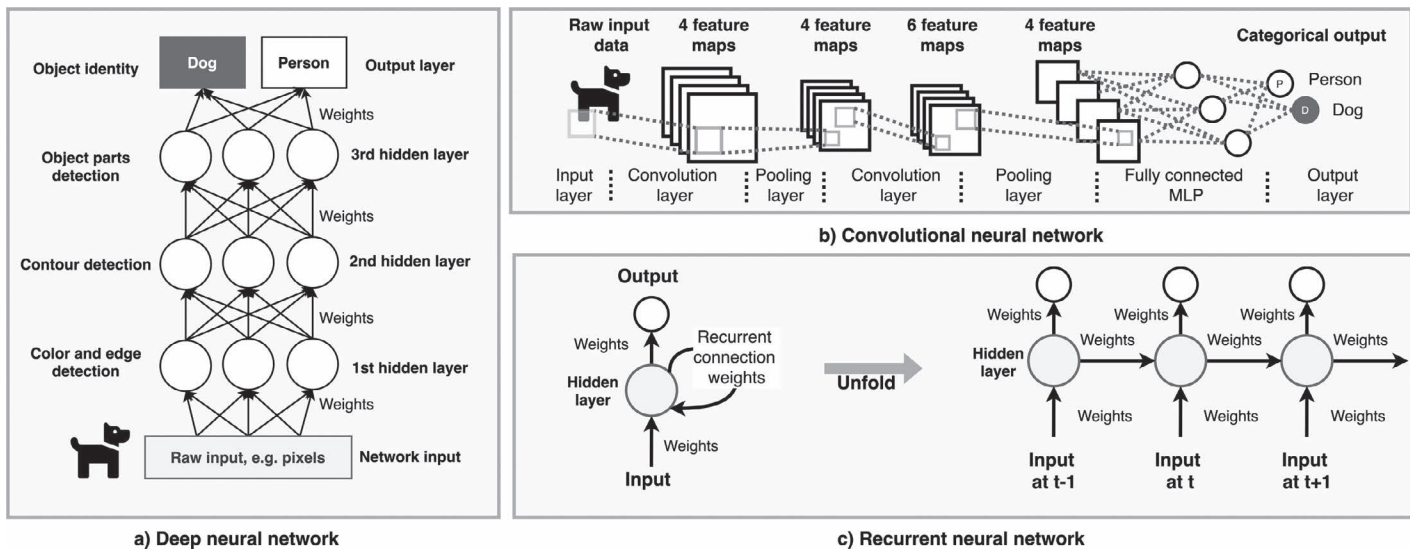 Dog
Person
Object identity
Output layer
Weights
Object parts
detection
3rd hidden layer
Weights
Contour detection
2nd hidden layer
Weights
Color and edge
detection
1st hidden layer
Weights
Raw input, e.g. pixels
Network input
a) Deep neural network
Raw input
data
4 feature
maps
4 feature
maps
6 feature
maps
4 feature
maps
Categorical output
P
Person
D
Dog
Input
layer
Convolution
layer
Pooling
layer
Convolution
layer
Pooling
layer
Fully connected
MLP
Output
layer
b) Convolutional neural network
Output
Weights
Recurrent
connection
weights
Hidden
layer
Weights
Input
Unfold
Weights
Weights
Weights
Hidden
layer
Weights
Weights
Weights
Weights
Weights
Weights
Input
at t-1
Input
at t
Input
at t+1
c) Recurrent neural network